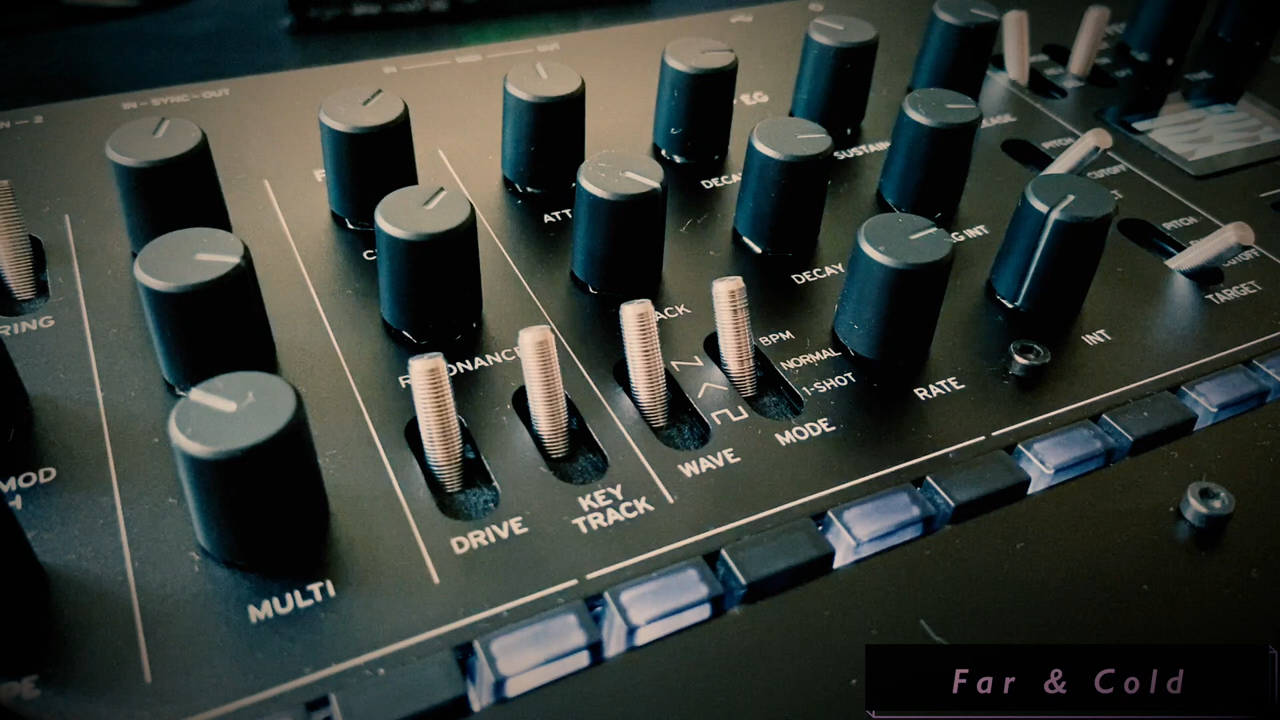 IN - SYNC - OUT
EG
SUSTAIN
DECAY
PITCH
CUTOFF
PITCH
CUTOFF
TARGET
EG INT
DECAY
RING
RESONANCE
BPM
NORMAL
1-SHOT
INT
RATE
MODE
WAVE
KEY
TRACK
DRIVE
MOD
MULTI
Far & Cold